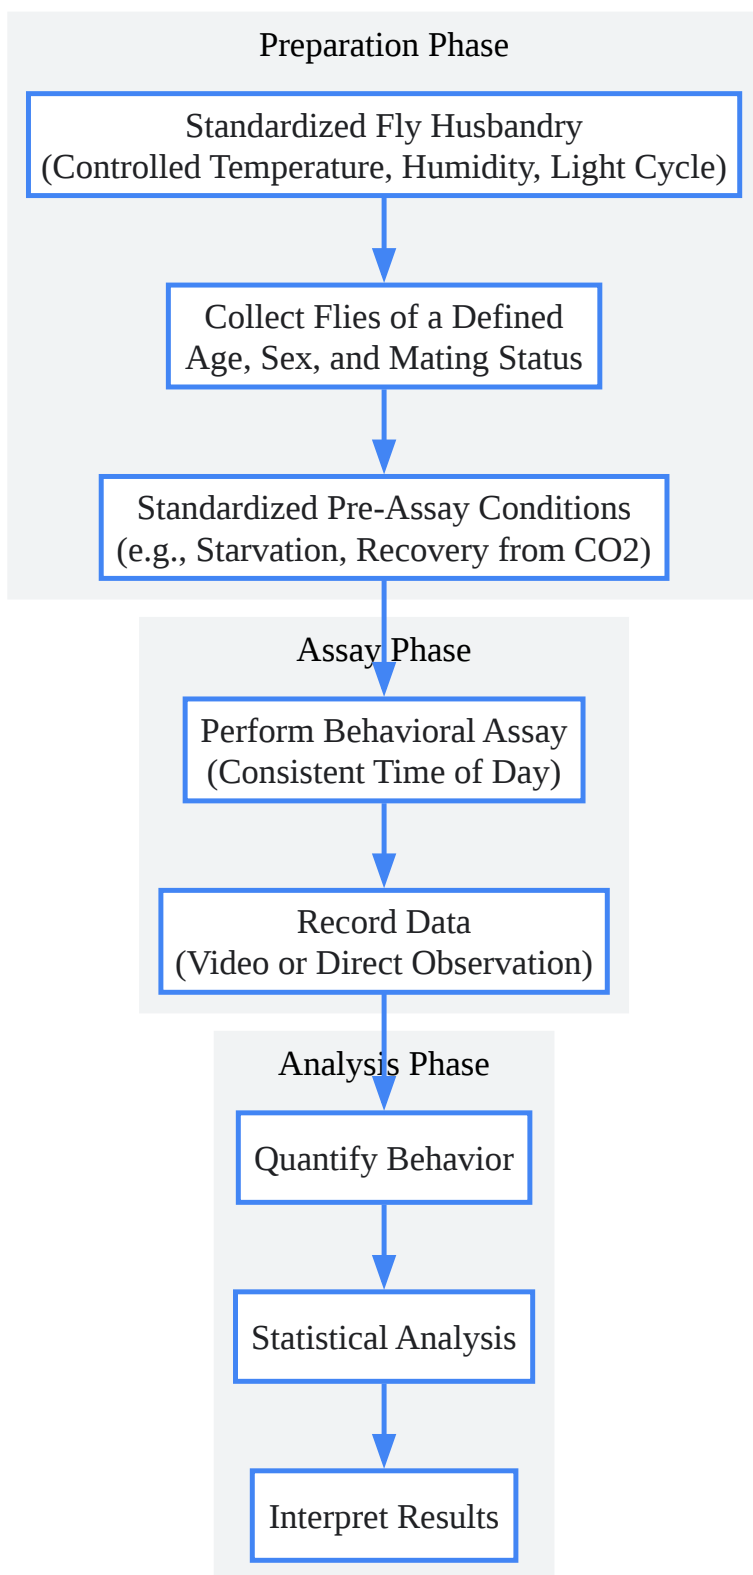 Preparation Phase
Standardized Fly Husbandry
(Controlled Temperature, Humidity, Light Cycle)
Collect Flies of a Defined
Age, Sex, and Mating Status
Standardized Pre-Assay Conditions
(e.g., Starvation, Recovery from CO2)
Assay Phase
Perform Behavioral Assay
(Consistent Time of Day)
Record Data
(Video or Direct Observation)
Analysis Phase
Quantify Behavior
Statistical Analysis
Interpret Results